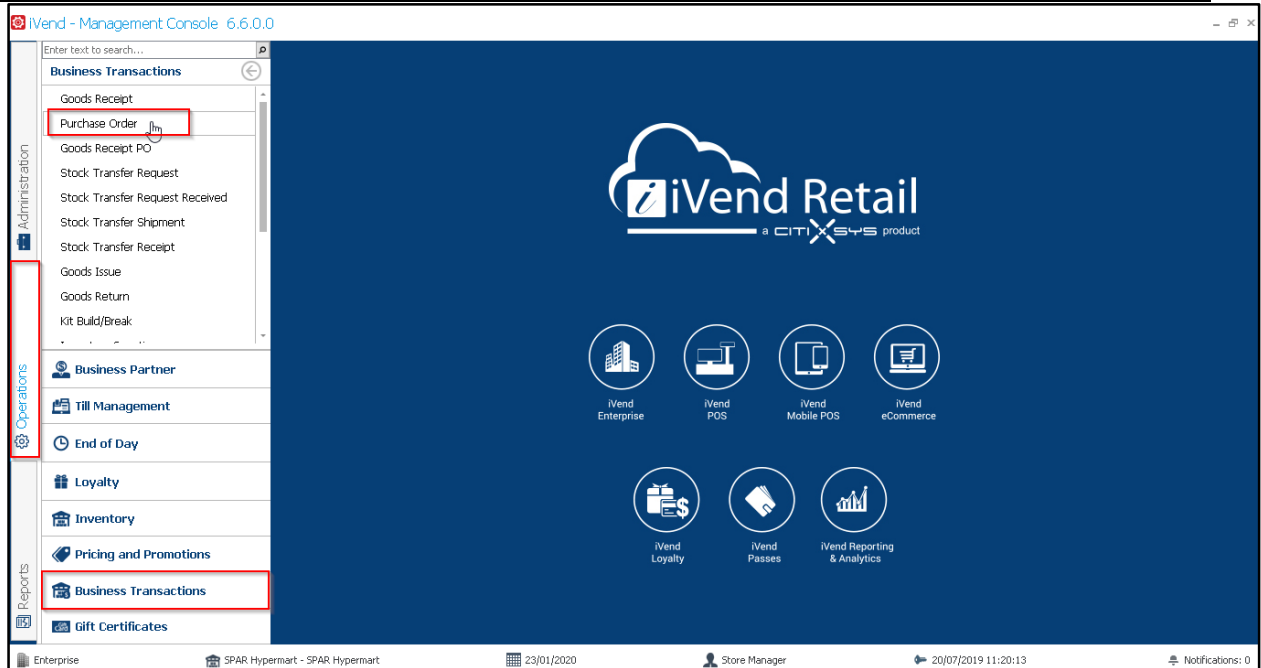 iVend - Management Console 6.6.0.0
Enter text to search...
Business Transactions
Goods Receipt
Purchase Order
Goods Receipt PO
Stock Transfer Request
Stock Transfer Request Received
Stock Transfer Shipment
Stock Transfer Receipt
Goods Issue
Goods Return
Kit Build/Break
Business Partner
Till Management
End of Day
Loyalty
Inventory
Pricing and Promotions
Business Transactions
Gift Certificates
Administration
Operations
Reports
iVend Retail
a CITIXSYS product
iVend
Enterprise
iVend
POS
iVend
Mobile POS
iVend
eCommerce
iVend
Loyalty
iVend
Passes
iVend Reporting
& Analytics
Enterprise
SPAR Hypermart - SPAR Hypermart
23/01/2020
Store Manager
20/07/2019 11:20:13
Notifications: 0